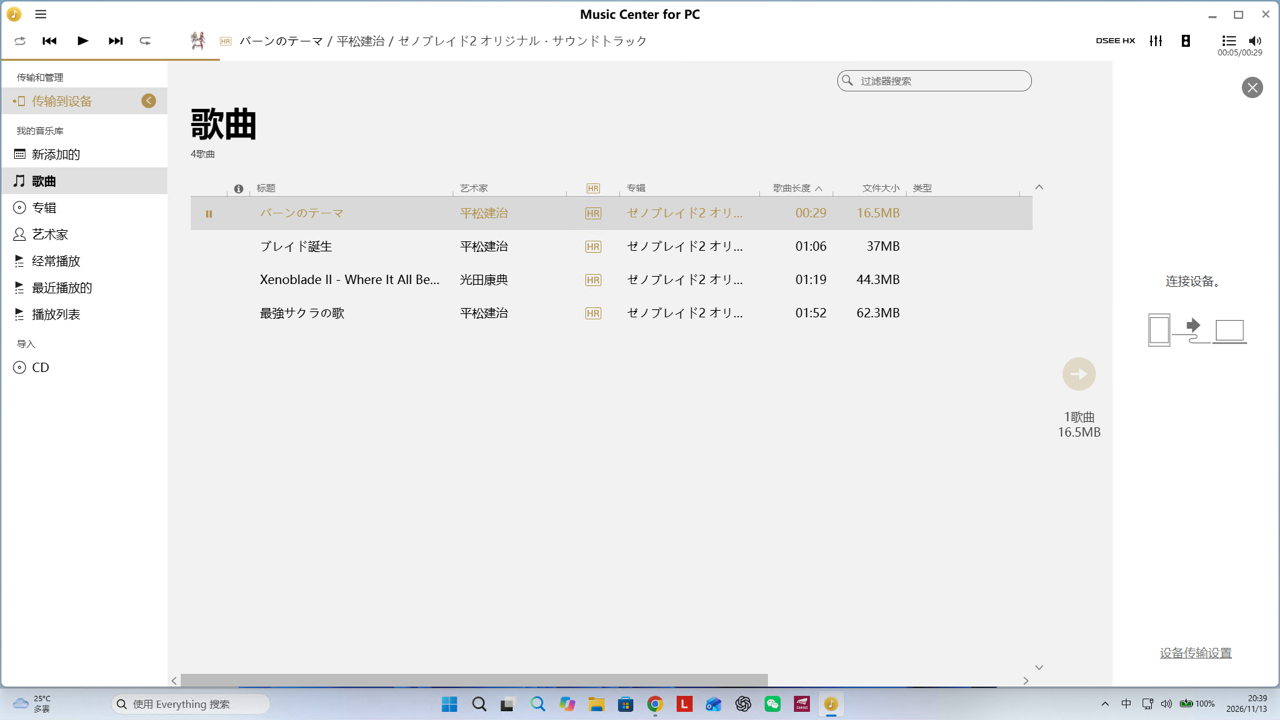 Music Center for PC
HR バーンのテーマ / 平松建治 / ゼノブレイド2 オリジナル・サウンドトラック
DSEE HX
00:05/00:29
传输和管理
传输到设备
我的音乐库
新添加的
歌曲
专辑
艺术家
经常播放
最近播放的
播放列表
导入
CD
过滤器搜索
歌曲
4歌曲
标题 艺术家 HR 专辑 歌曲长度 文件大小 类型
バーンのテーマ 平松建治 HR ゼノブレイド2 オリ... 00:29 16.5MB
ブレイド誕生 平松建治 HR ゼノブレイド2 オリ... 01:06 37MB
Xenoblade II - Where It All Be... 光田康典 HR ゼノブレイド2 オリ... 01:19 44.3MB
最強サクラの歌 平松建治 HR ゼノブレイド2 オリ... 01:52 62.3MB
1歌曲
16.5MB
连接设备。
设备传输设置
25°C
多雾
使用 Everything 搜索
L
中
100%
20:39
2026/11/13